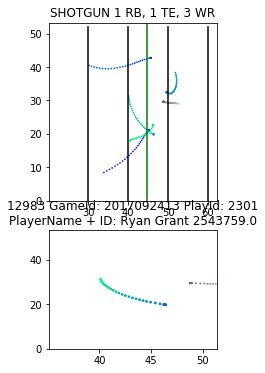 SHOTGUN 1 RB, 1 TE, 3 WR
50
40
30
20
10
0
30 40 50 60
12983 GameId: 2017092413 PlayId: 2301
PlayerName + ID: Ryan Grant 2543759.0
40
20
0
40 50